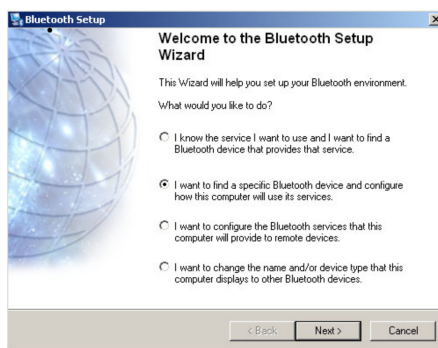 Bluetooth Setup
Welcome to the Bluetooth Setup
Wizard
This Wizard will help you set up your Bluetooth environment.
What would you like to do?
I know the service I want to use and I want to find a
Bluetooth device that provides that service.
I want to find a specific Bluetooth device and configure
how this computer will use its services.
I want to configure the Bluetooth services that this
computer will provide to remote devices.
I want to change the name and/or device type that this
computer displays to other Bluetooth devices.
< Back
Next >
Cancel